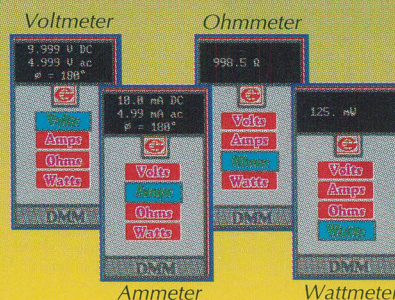 Voltmeter
Ohmmeter
9.999 V DC
4.999 V ac
ø = 180°
Volts
Amps
Ohms
Watts
DMM
998.5 Ω
Volts
Amps
Ohms
Watts
DMM
10.0 mA DC
4.99 mA ac
ø = 180°
Volts
Amps
Ohms
Watts
DMM
125. mW
Volts
Amps
Ohms
Watts
DMM
Ammeter
Wattmeter